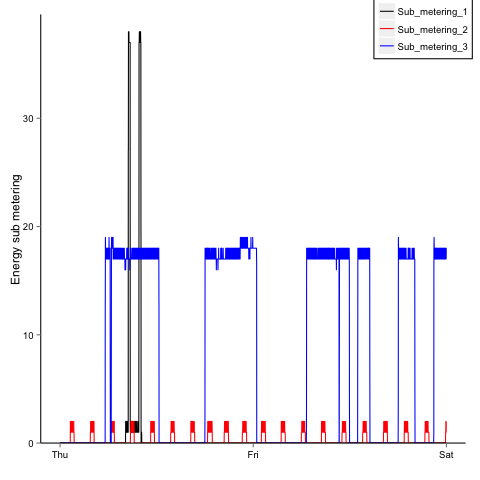 Sub_metering_1
Sub_metering_2
Sub_metering_3
30
20
10
0
Energy sub metering
Thu
Fri
Sat